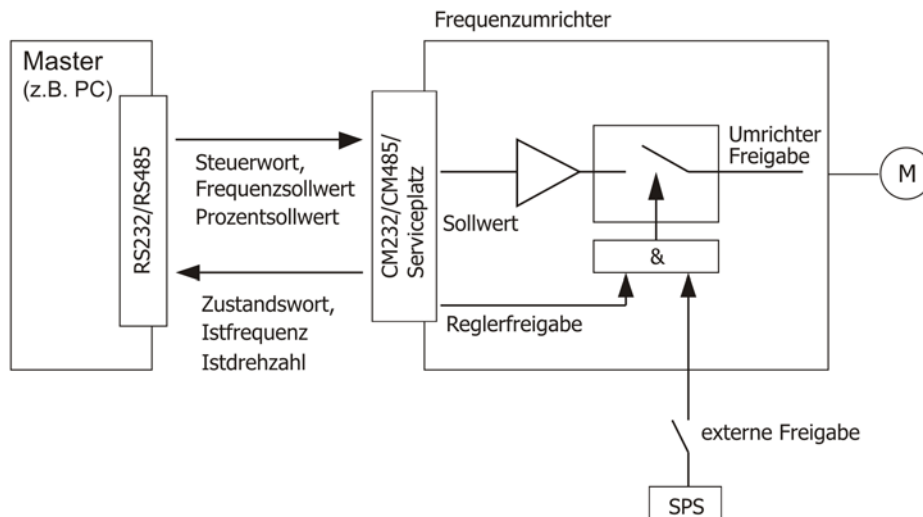 Frequenzumrichter
Master
(z.B. PC)
RS232/RS485
Steuerwort,
Frequenzsollwert
Prozentsollwert
Zustandswort,
Istfrequenz
Istdrehzahl
CM232/CM485/
Serviceplatz
Sollwert
Reglerfreigabe
&
Umrichter
Freigabe
M
externe Freigabe
SPS